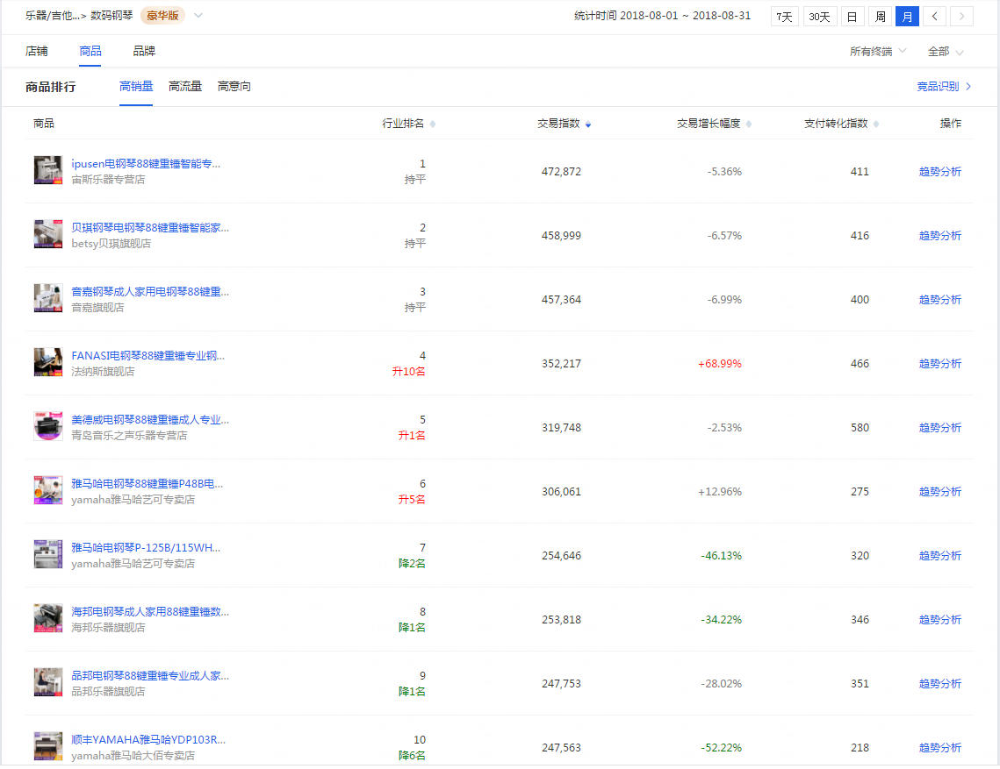 乐器/吉他...> 数码钢琴 豪华版 统计时间 2018-08-01 ~ 2018-08-31 7天 30天 日 周 月 < >
店铺 商品 品牌 所有终端 全部
商品排行 高销量 高流量 高意向 竞品识别 >
商品 行业排名 交易指数 交易增长幅度 支付转化指数 操作
ipusen电钢琴88键重锤智能专... 1 472,872 -5.36% 411 趋势分析
宙斯乐器专营店 持平
贝琪钢琴电钢琴88键重锤智能家... 2 458,999 -6.57% 416 趋势分析
betsy贝琪旗舰店 持平
音嘉钢琴成人家用电钢琴88键重... 3 457,364 -6.99% 400 趋势分析
音嘉旗舰店 持平
FANASI电钢琴88键重锤专业钢... 4 352,217 +68.99% 466 趋势分析
法纳斯旗舰店 升10名
美德威电钢琴88键重锤成人专业... 5 319,748 -2.53% 580 趋势分析
青岛音乐之声乐器专营店 升1名
雅马哈电钢琴88键重锤P48B电... 6 306,061 +12.96% 275 趋势分析
yamaha雅马哈艺可专卖店 升5名
雅马哈电钢琴P-125B/115WH... 7 254,646 -46.13% 320 趋势分析
yamaha雅马哈艺可专卖店 降2名
海邦电钢琴成人家用88键重锤数... 8 253,818 -34.22% 346 趋势分析
海邦乐器旗舰店 降1名
品邦电钢琴88键重锤专业成人家... 9 247,753 -28.02% 351 趋势分析
品邦乐器旗舰店 降1名
顺丰YAMAHA雅马哈YDP103R... 10 247,563 -52.22% 218 趋势分析
yamaha雅马哈大佰专卖店 降6名